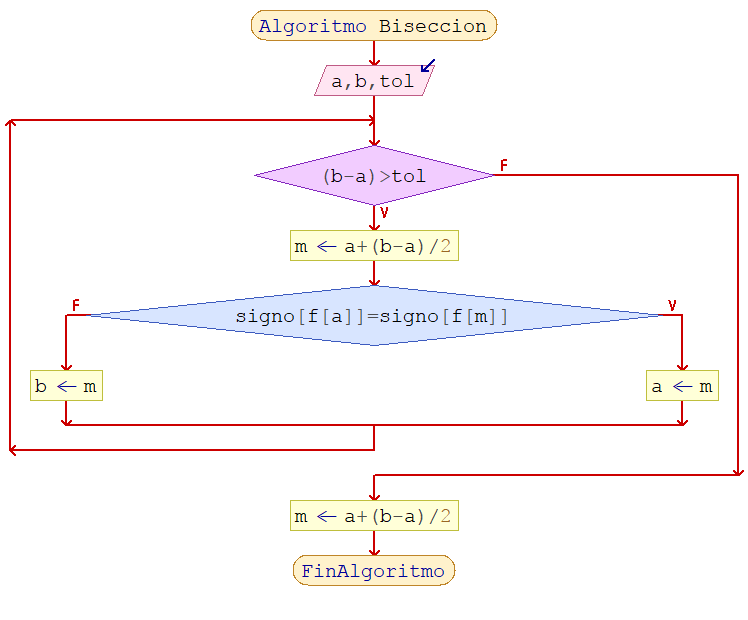 Algoritmo Biseccion
a,b,tol
(b-a)>tol
F
V
m ← a+(b-a)/2
F
signo[f[a]]=signo[f[m]]
V
b ← m
a ← m
m ← a+(b-a)/2
FinAlgoritmo